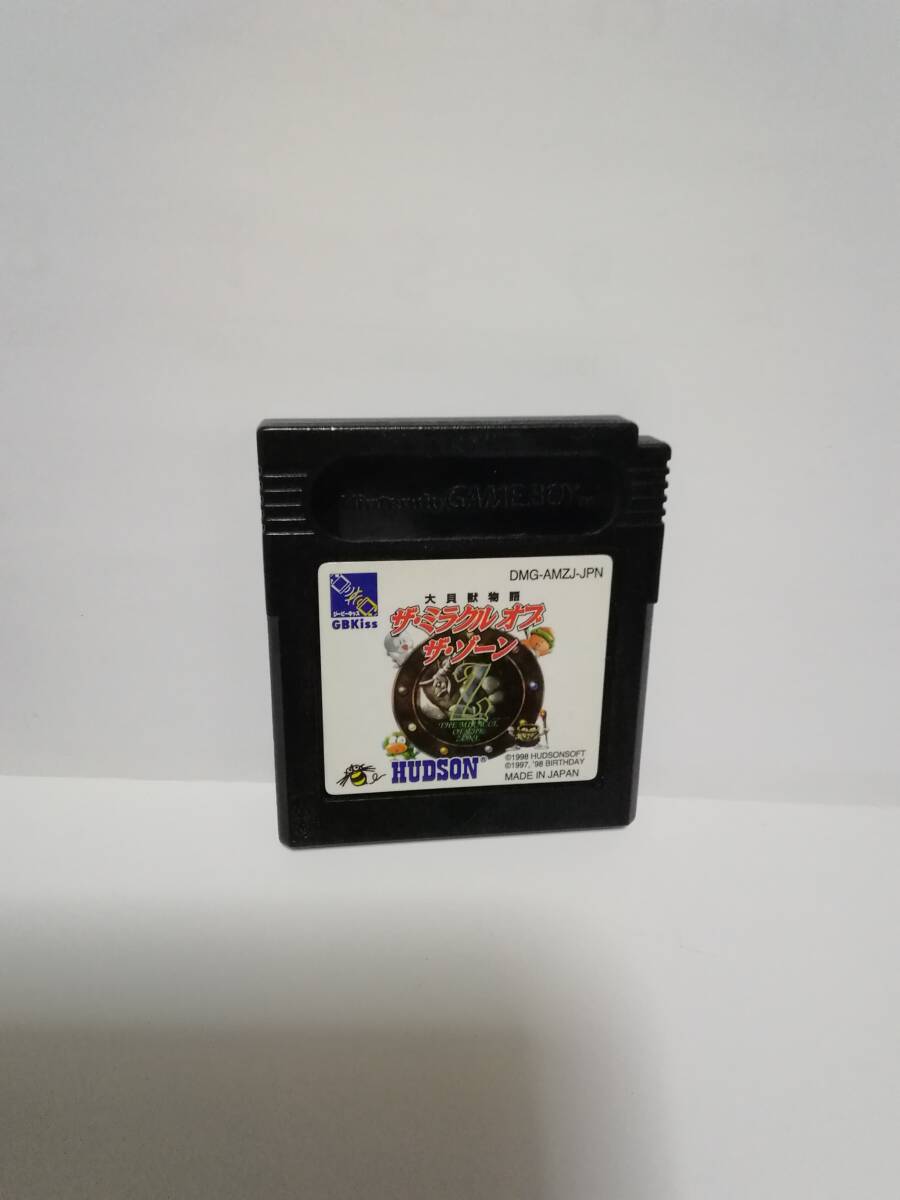 Nintendo GAME BOY TM
DMG-AMZJ-JPN
ジービーキッス
GBKiss
大貝獣物語
ザ・ミラクル オブ
ザ・ゾーン
Z
THE MIRACLE
OF THE
ZONE
HUDSON®
©1998 HUDSONSOFT
©1997, '98 BIRTHDAY
MADE IN JAPAN